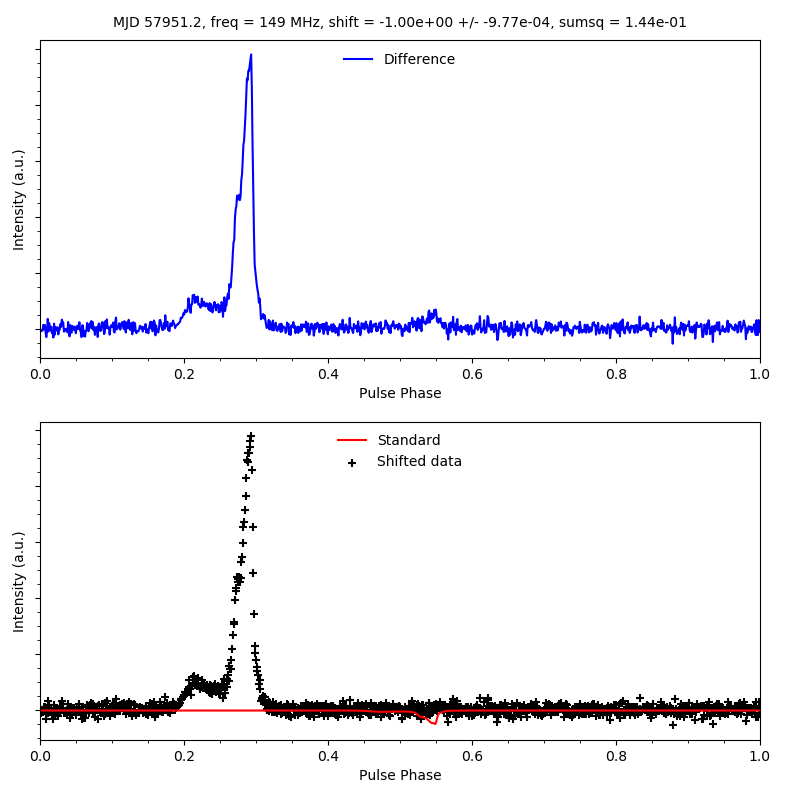 MJD 57951.2, freq = 149 MHz, shift = -1.00e+00 +/- -9.77e-04, sumsq = 1.44e-01
Difference
Intensity (a.u.)
0.0 0.2 0.4 0.6 0.8 1.0
Pulse Phase
Standard
Shifted data
Intensity (a.u.)
0.0 0.2 0.4 0.6 0.8 1.0
Pulse Phase